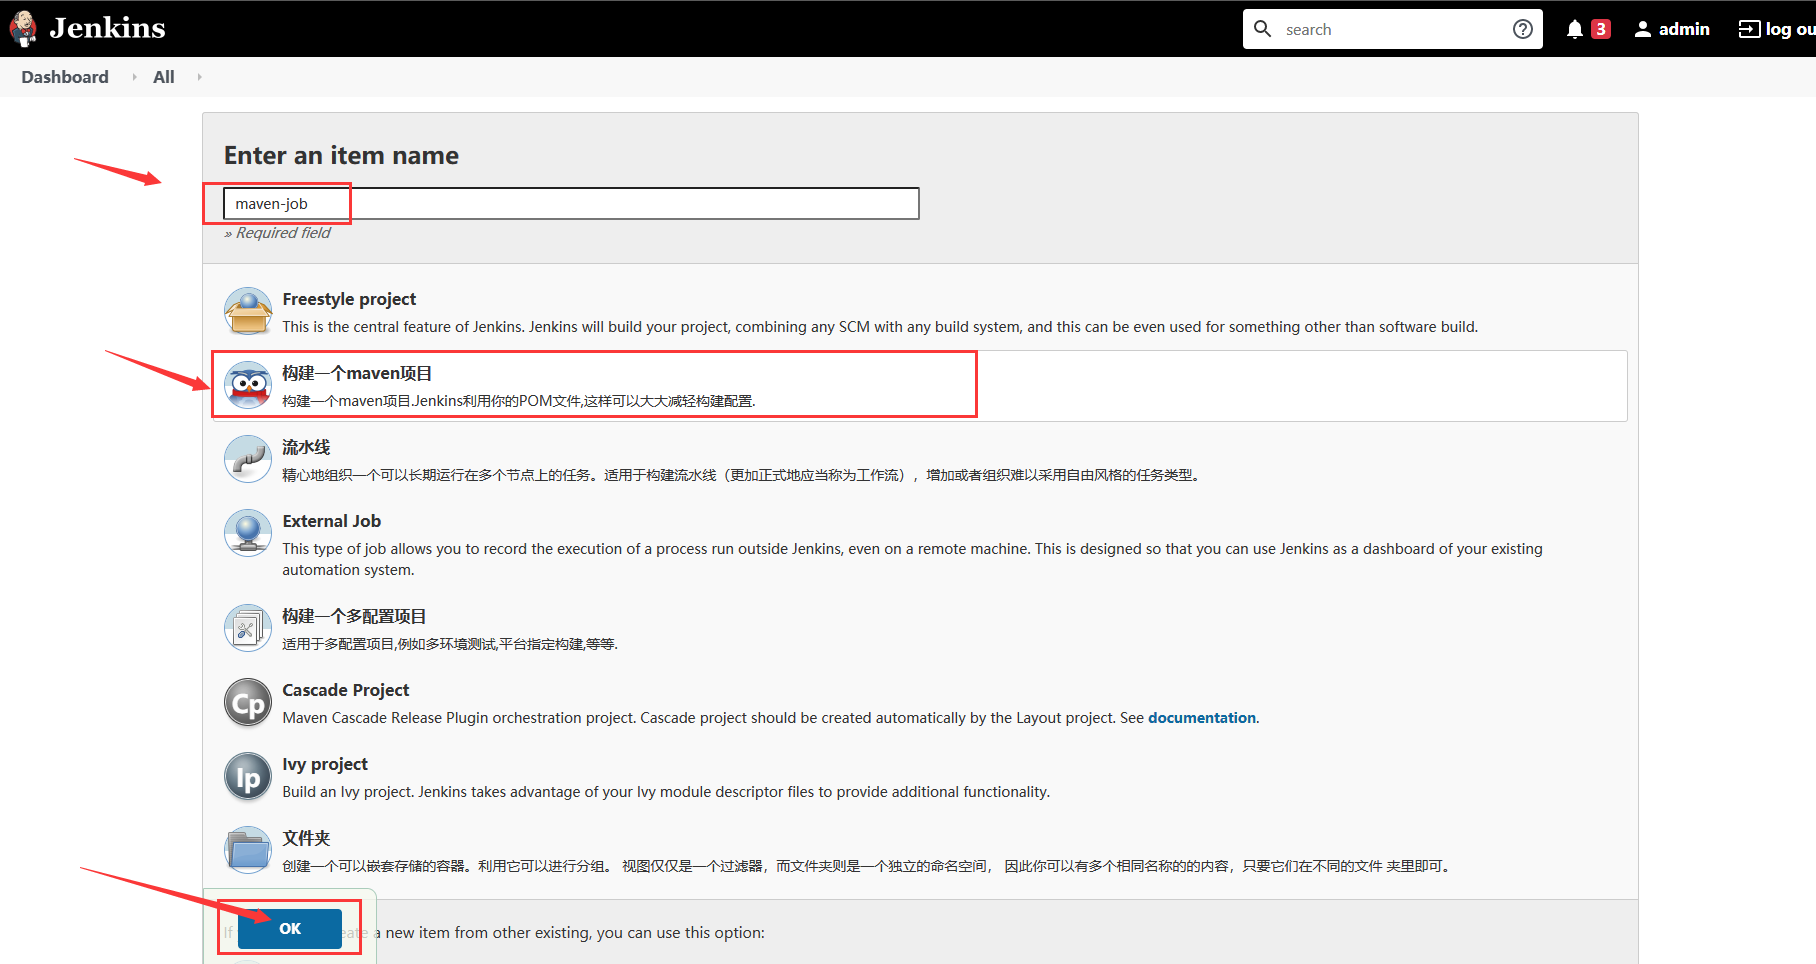 Jenkins
search
3
admin
log ou
Dashboard
All
Enter an item name
maven-job
» Required field
Freestyle project
This is the central feature of Jenkins. Jenkins will build your project, combining any SCM with any build system, and this can be even used for something other than software build.
构建一个maven项目
构建一个maven项目.Jenkins利用你的POM文件,这样可以大大减轻构建配置.
流水线
精心地组织一个可以长期运行在多个节点上的任务。适用于构建流水线（更加正式地应当称为工作流），增加或者组织难以采用自由风格的任务类型。
External Job
This type of job allows you to record the execution of a process run outside Jenkins, even on a remote machine. This is designed so that you can use Jenkins as a dashboard of your existing
automation system.
构建一个多配置项目
适用于多配置项目,例如多环境测试,平台指定构建,等等.
Cp
Cascade Project
Maven Cascade Release Plugin orchestration project. Cascade project should be created automatically by the Layout project. See documentation.
Ip
Ivy project
Build an Ivy project. Jenkins takes advantage of your Ivy module descriptor files to provide additional functionality.
文件夹
创建一个可以嵌套存储的容器。利用它可以进行分组。 视图仅仅是一个过滤器，而文件夹则是一个独立的命名空间， 因此你可以有多个相同名称的的内容，只要它们在不同的文件 夹里即可。
OK
If eate a new item from other existing, you can use this option: